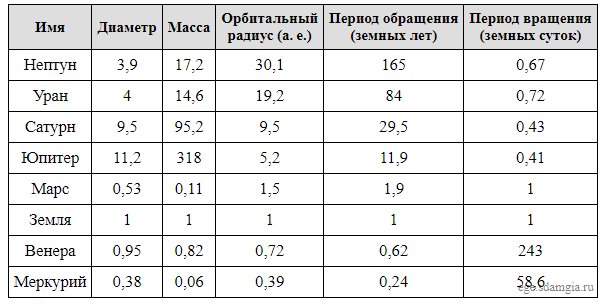 Имя Диаметр Масса Орбитальный радиус (а. е.) Период обращения (земных лет) Период вращения (земных суток)
Нептун 3,9 17,2 30,1 165 0,67
Уран 4 14,6 19,2 84 0,72
Сатурн 9,5 95,2 9,5 29,5 0,43
Юпитер 11,2 318 5,2 11,9 0,41
Марс 0,53 0,11 1,5 1,9 1
Земля 1 1 1 1 1
Венера 0,95 0,82 0,72 0,62 243
Меркурий 0,38 0,06 0,39 0,24 58,6
ege.sdamgia.ru